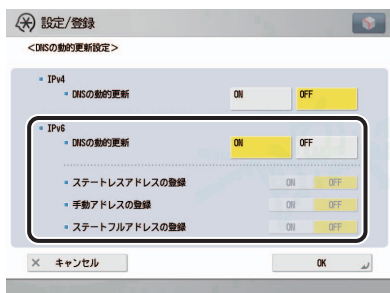 設定/登録
<DNSの動的更新設定>
IPv4
DNSの動的更新 ON OFF
IPv6
DNSの動的更新 ON OFF
ステートレスアドレスの登録 ON OFF
手動アドレスの登録 ON OFF
ステートフルアドレスの登録 ON OFF
× キャンセル OK